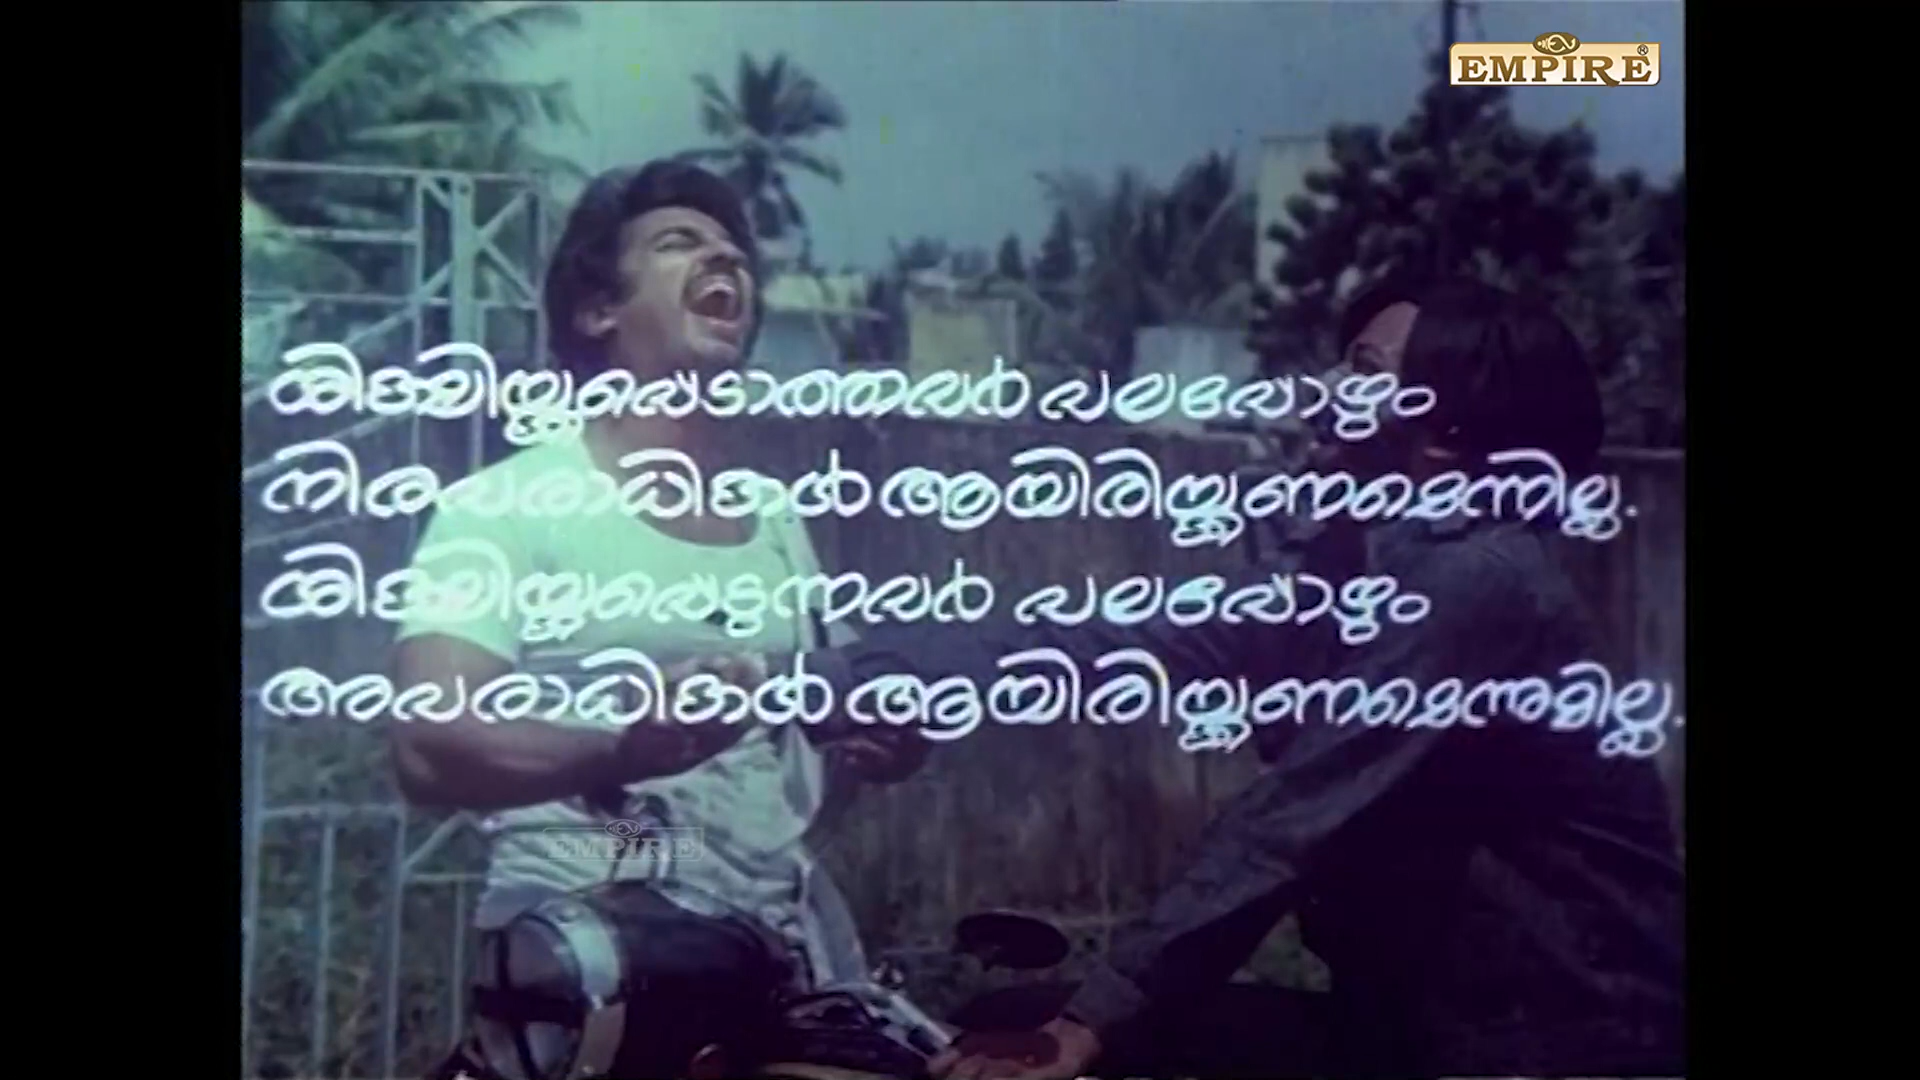 EMPIRE
ശിക്ഷിയ്ക്കപ്പെടാത്തവർ പലപ്പോഴും
നിരപരാധികൾ ആയിരിയ്ക്കണമെന്നില്ല.
ശിക്ഷിയ്ക്കപ്പെടുന്നവർ പലപ്പോഴും
അപരാധികൾ ആയിരിയ്ക്കണമെന്നുമില്ല.
EMPIRE